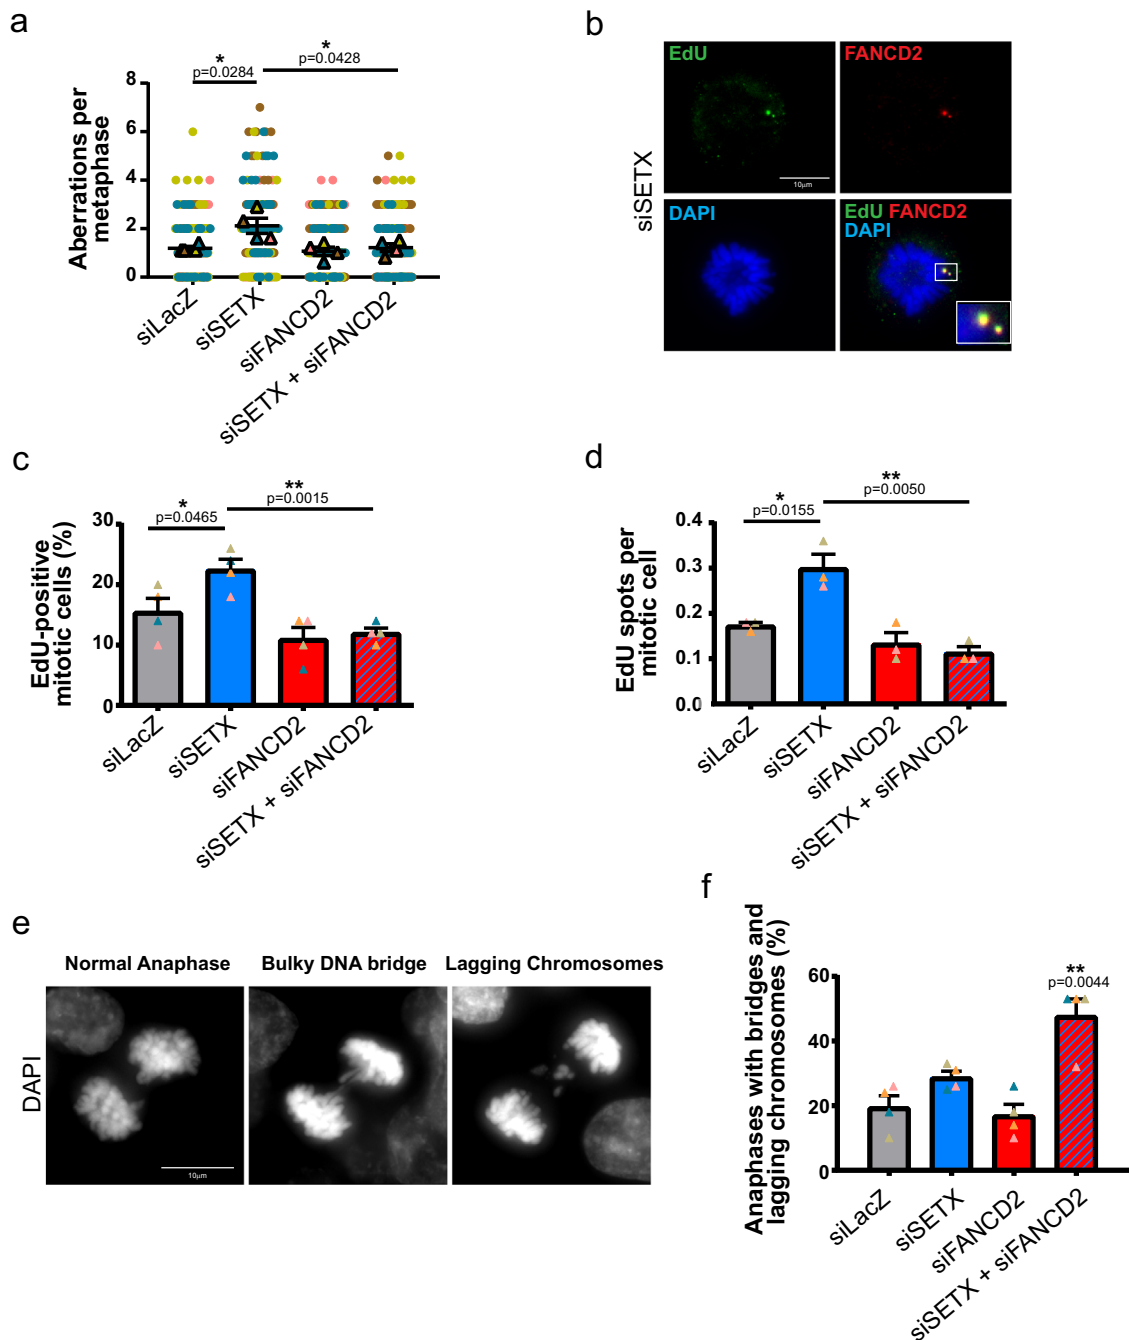 a
*
p=0.0284
*
p=0.0428
Aberrations per
metaphase
8
6
4
2
0
siLacZ
siSETX
siFANCD2
siSETX + siFANCD2
b
siSETX
EdU
FANCD2
10μm
DAPI
EdU FANCD2
DAPI
c
*
p=0.0465
**
p=0.0015
EdU-positive
mitotic cells (%)
30
20
10
0
siLacZ
siSETX
siFANCD2
siSETX + siFANCD2
d
*
p=0.0155
**
p=0.0050
EdU spots per
mitotic cell
0.4
0.3
0.2
0.1
0.0
siLacZ
siSETX
siFANCD2
siSETX + siFANCD2
e
Normal Anaphase
Bulky DNA bridge
Lagging Chromosomes
DAPI
10μm
f
Anaphases with bridges and
lagging chromosomes (%)
60
40
20
0
**
p=0.0044
siLacZ
siSETX
siFANCD2
siSETX + siFANCD2